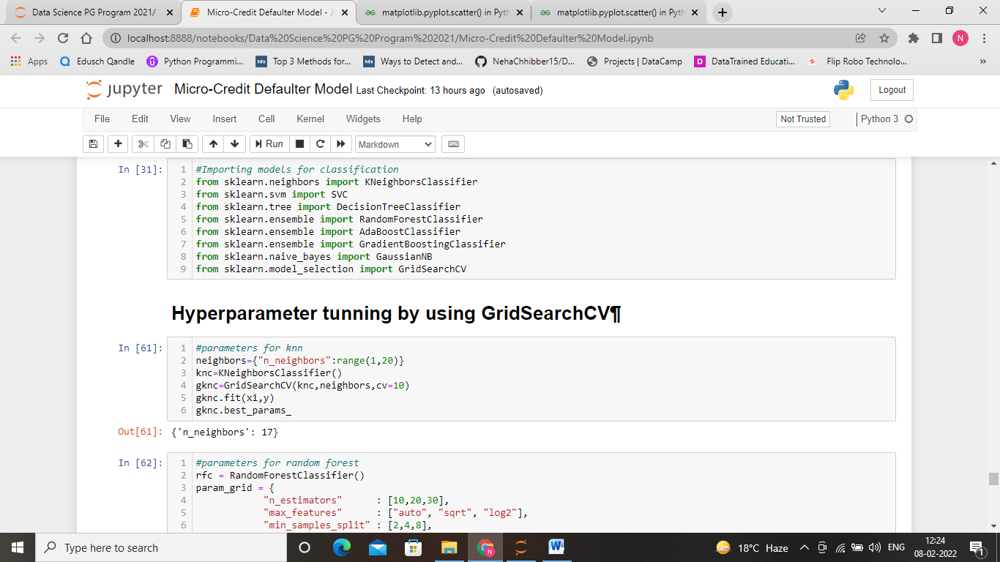 Data Science PG Program 2021/
Micro-Credit Defaulter Model - Ju
matplotlib.pyplot.scatter() in Pyth
matplotlib.pyplot.scatter() in Pyth
localhost:8888/notebooks/Data%20Science%20PG%20Program%202021/Micro-Credit%20Defaulter%20Model.ipynb
N
Apps
Edusch Qandle
Python Programmi...
tds Top 3 Methods for...
tds Ways to Detect and...
NehaChhibber15/D...
Projects | DataCamp
D DataTrained Educati...
Flip Robo Technolo...
»
jupyter Micro-Credit Defaulter Model Last Checkpoint: 13 hours ago (autosaved)
Logout
File Edit View Insert Cell Kernel Widgets Help
Not Trusted
Python 3
Run
Markdown
In [31]:
1 #Importing models for classification
2 from sklearn.neighbors import KNeighborsClassifier
3 from sklearn.svm import SVC
4 from sklearn.tree import DecisionTreeClassifier
5 from sklearn.ensemble import RandomForestClassifier
6 from sklearn.ensemble import AdaBoostClassifier
7 from sklearn.ensemble import GradientBoostingClassifier
8 from sklearn.naive_bayes import GaussianNB
9 from sklearn.model_selection import GridSearchCV
Hyperparameter tunning by using GridSearchCV¶
In [61]:
1 #parameters for knn
2 neighbors={"n_neighbors":range(1,20)}
3 knc=KNeighborsClassifier()
4 gknc=GridSearchCV(knc,neighbors,cv=10)
5 gknc.fit(x1,y)
6 gknc.best_params_
Out[61]: {'n_neighbors': 17}
In [62]:
1 #parameters for random forest
2 rfc = RandomForestClassifier()
3 param_grid = {
4 "n_estimators" : [10,20,30],
5 "max_features" : ["auto", "sqrt", "log2"],
6 "min_samples_split" : [2,4,8],
Type here to search
N
W
18°C Haze
ENG
12:24
08-02-2022
1